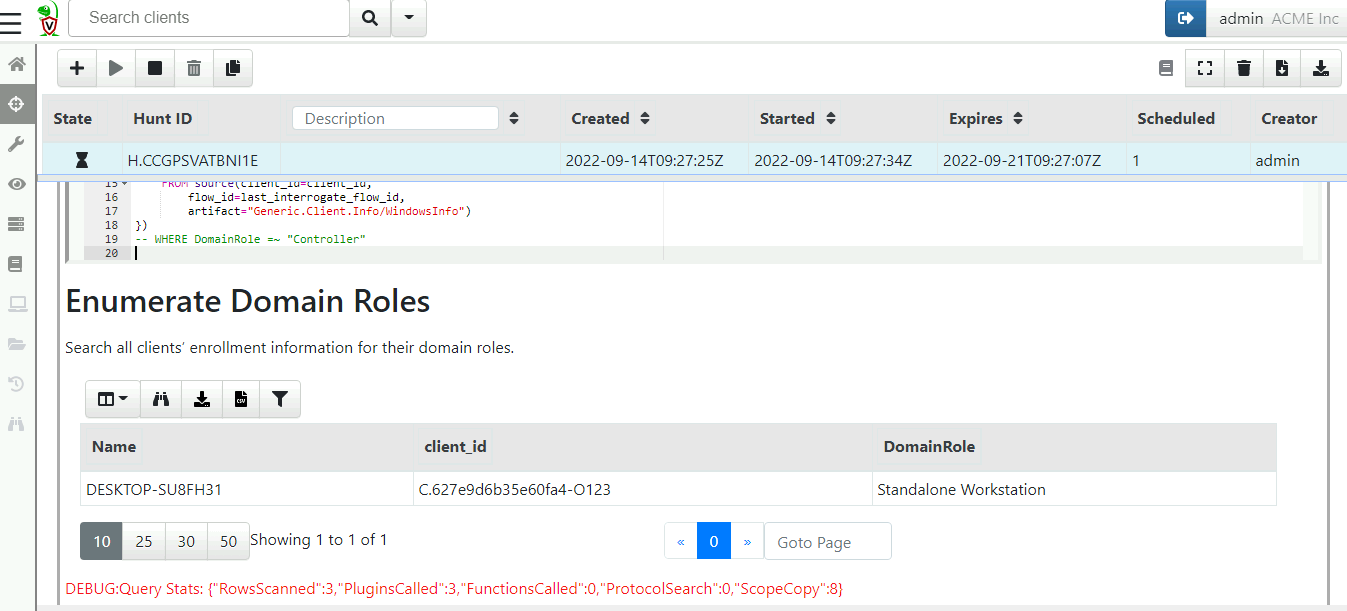 Search clients
admin ACME Inc
State Hunt ID Description Created Started Expires Scheduled Creator
H.CCGPSVATBNI1E 2022-09-14T09:27:25Z 2022-09-14T09:27:34Z 2022-09-21T09:27:07Z 1 admin
15 FROM source(client_id=client_id,
16 flow_id=last_interrogate_flow_id,
17 artifact="Generic.Client.Info/WindowsInfo")
18 })
19 -- WHERE DomainRole =~ "Controller"
20
Enumerate Domain Roles
Search all clients’ enrollment information for their domain roles.
Name client_id DomainRole
DESKTOP-SU8FH31 C.627e9d6b35e60fa4-O123 Standalone Workstation
10 25 30 50 Showing 1 to 1 of 1 « 0 » Goto Page
DEBUG:Query Stats: {"RowsScanned":3,"PluginsCalled":3,"FunctionsCalled":0,"ProtocolSearch":0,"ScopeCopy":8}